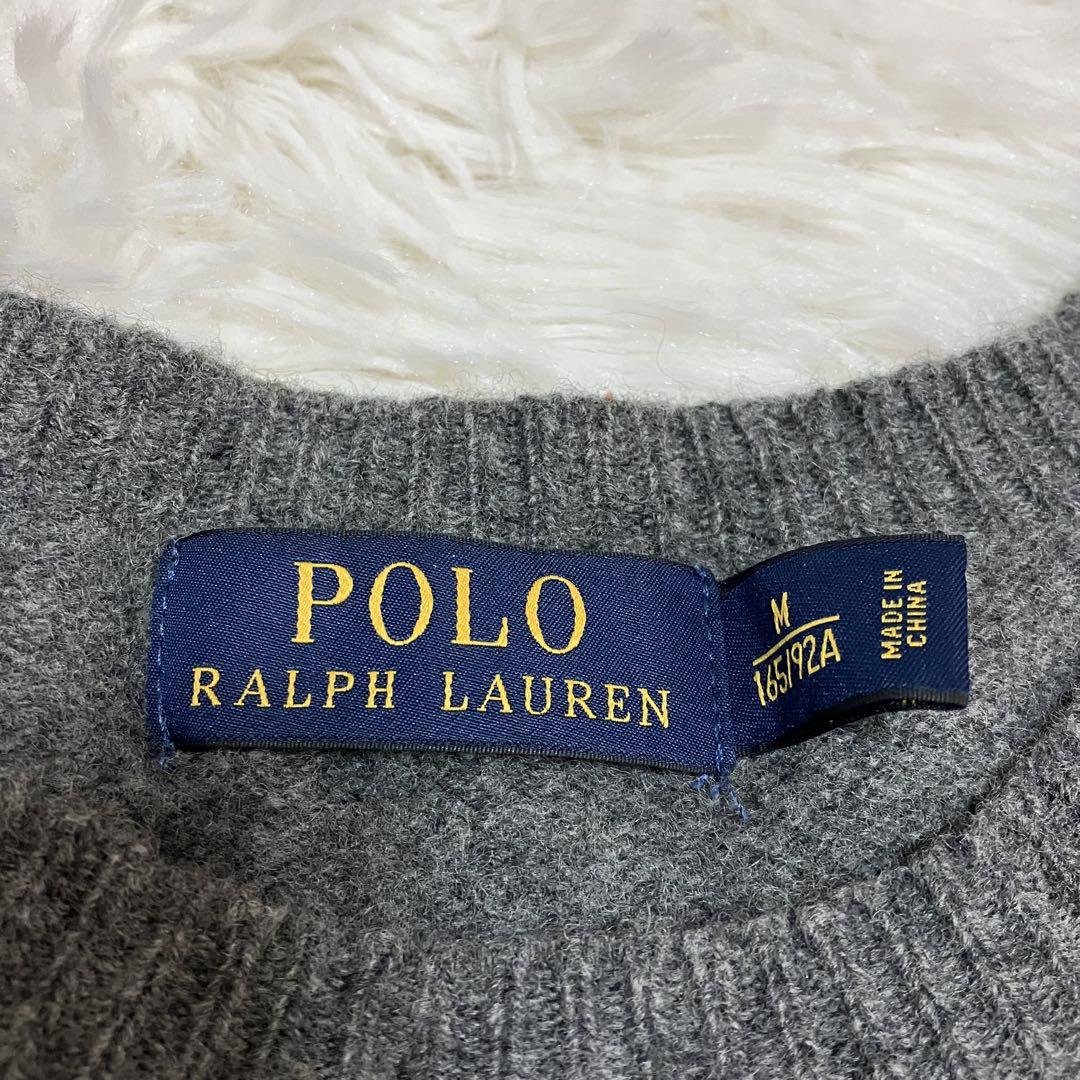 POLO
RALPH LAUREN
M
165/92A
MADE IN
CHINA